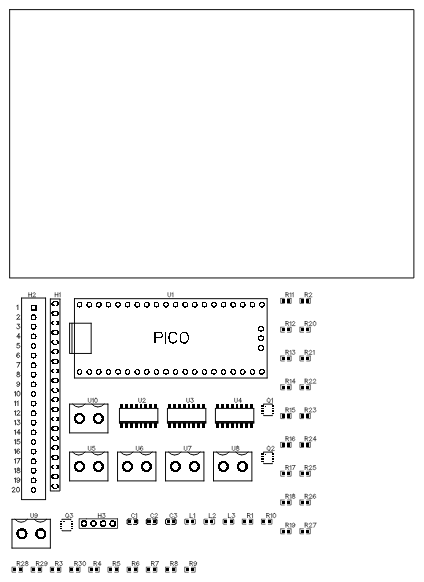 H2 H1 U1 R11 R2
1
2
3
4 R12 R20
5 PICO
6
7 R13 R21
8
9 R14 R22
10
11 U10 U2 U3 U4 Q1
12 R15 R23
13
14
15 R16 R24
16 U5 U6 U7 U8 Q2
17
18 R17 R25
19
20
R18 R26
U9 Q3 H3 C1 C2 C3 L1 L2 L3 R1 R10
R19 R27
R28 R29 R3 R30 R4 R5 R6 R7 R8 R9